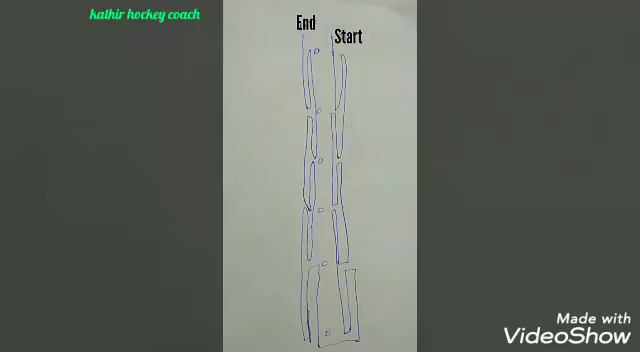 kathir hockey coach
End
Start
Made with
VideoShow